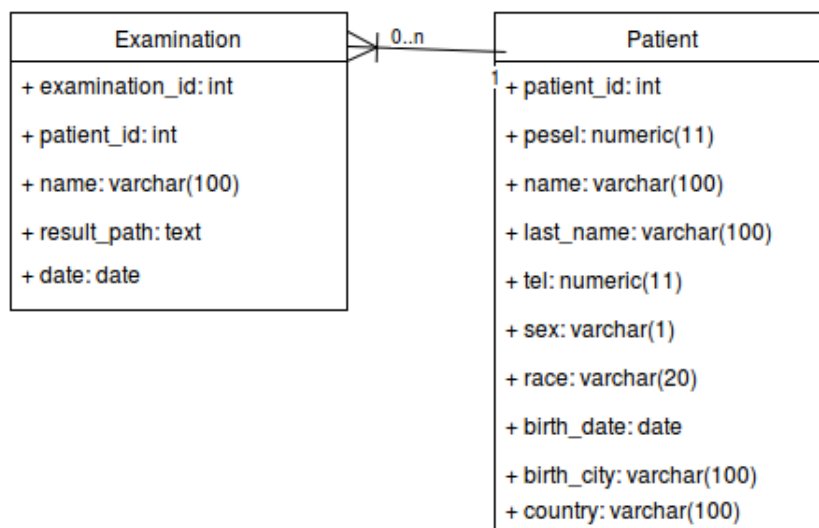 Examination
+ examination_id: int
+ patient_id: int
+ name: varchar(100)
+ result_path: text
+ date: date
0..n
1
Patient
+ patient_id: int
+ pesel: numeric(11)
+ name: varchar(100)
+ last_name: varchar(100)
+ tel: numeric(11)
+ sex: varchar(1)
+ race: varchar(20)
+ birth_date: date
+ birth_city: varchar(100)
+ country: varchar(100)